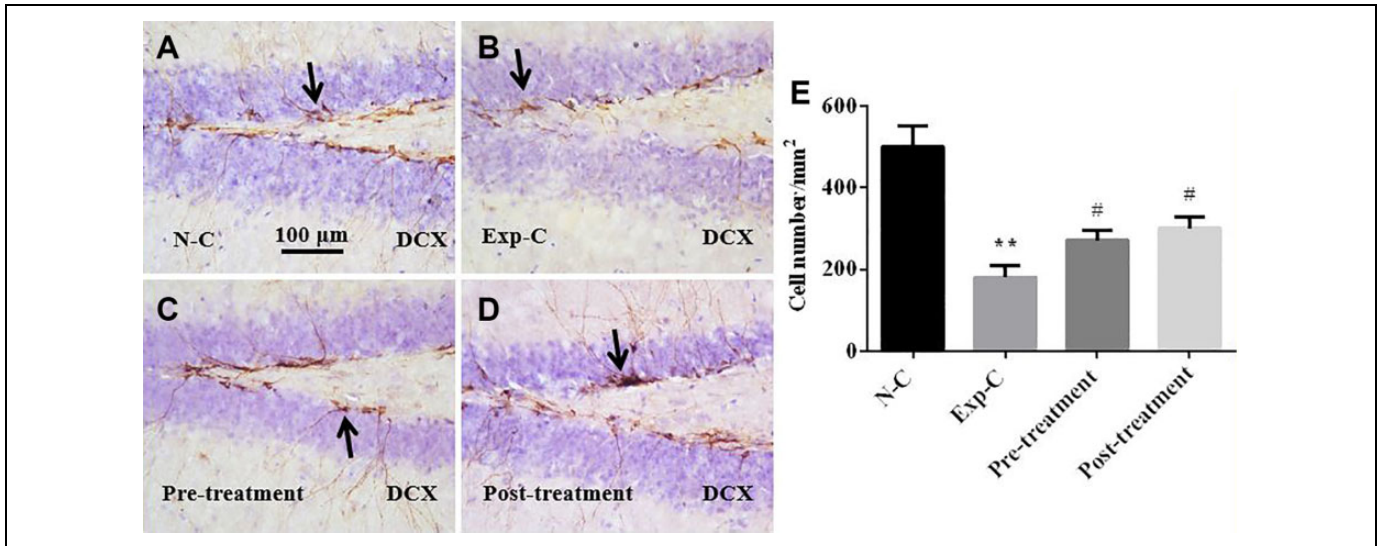 A
N-C
100 µm
DCX
B
Exp-C
DCX
C
Pre-treatment
DCX
D
Post-treatment
DCX
E
Cell number/mm²
600
400
200
0
**
#
#
N-C
Exp-C
Pre-treatment
Post-treatment